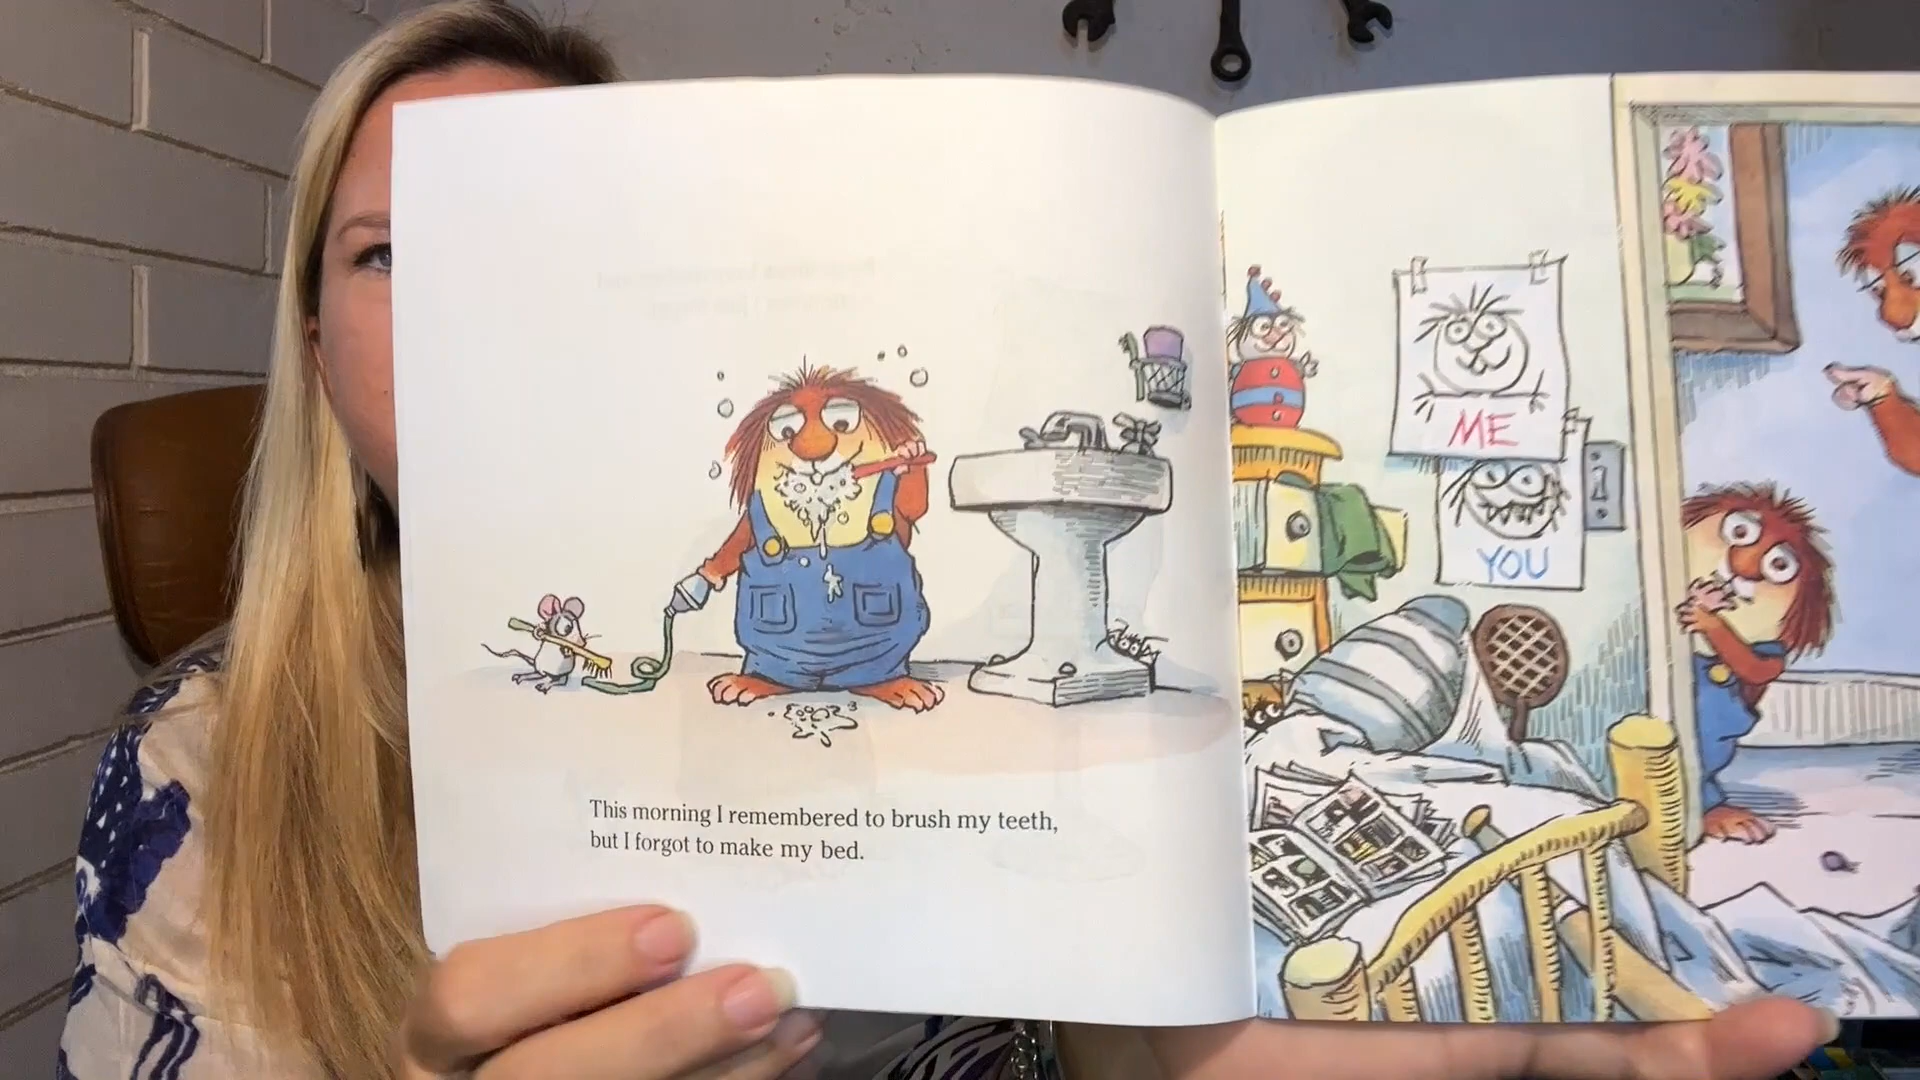 This morning I remembered to brush my teeth,
but I forgot to make my bed.
ME
YOU